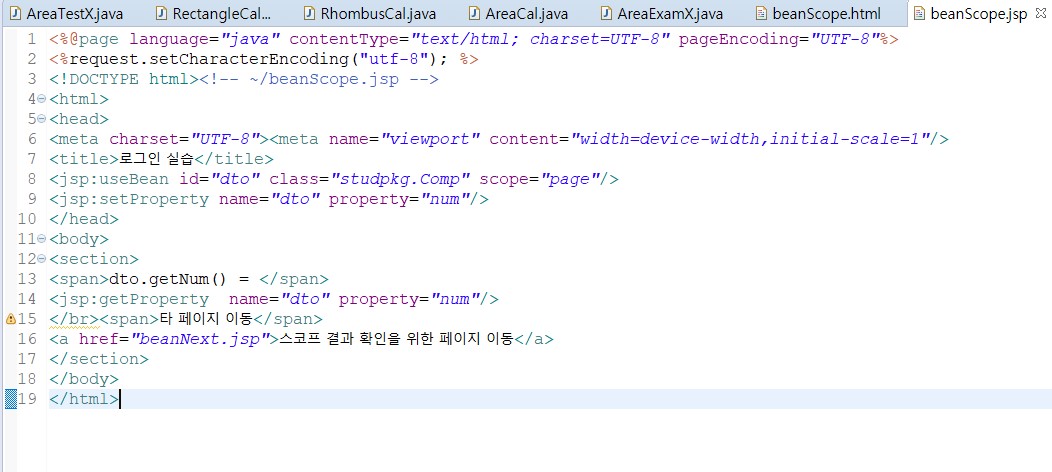 AreaTestX.java RectangleCal... RhombusCal.java AreaCal.java AreaExamX.java beanScope.html beanScope.jsp
1 <%@page language="java" contentType="text/html; charset=UTF-8" pageEncoding="UTF-8"%>
2 <%request.setCharacterEncoding("utf-8"); %>
3 <!DOCTYPE html><!-- ~/beanScope.jsp -->
4 <html>
5 <head>
6 <meta charset="UTF-8"><meta name="viewport" content="width=device-width,initial-scale=1"/>
7 <title>로그인 실습</title>
8 <jsp:useBean id="dto" class="studpkg.Comp" scope="page"/>
9 <jsp:setProperty name="dto" property="num"/>
10 </head>
11 <body>
12 <section>
13 <span>dto.getNum() = </span>
14 <jsp:getProperty  name="dto" property="num"/>
15 </br><span>타 페이지 이동</span>
16 <a href="beanNext.jsp">스코프 결과 확인을 위한 페이지 이동</a>
17 </section>
18 </body>
19 </html>